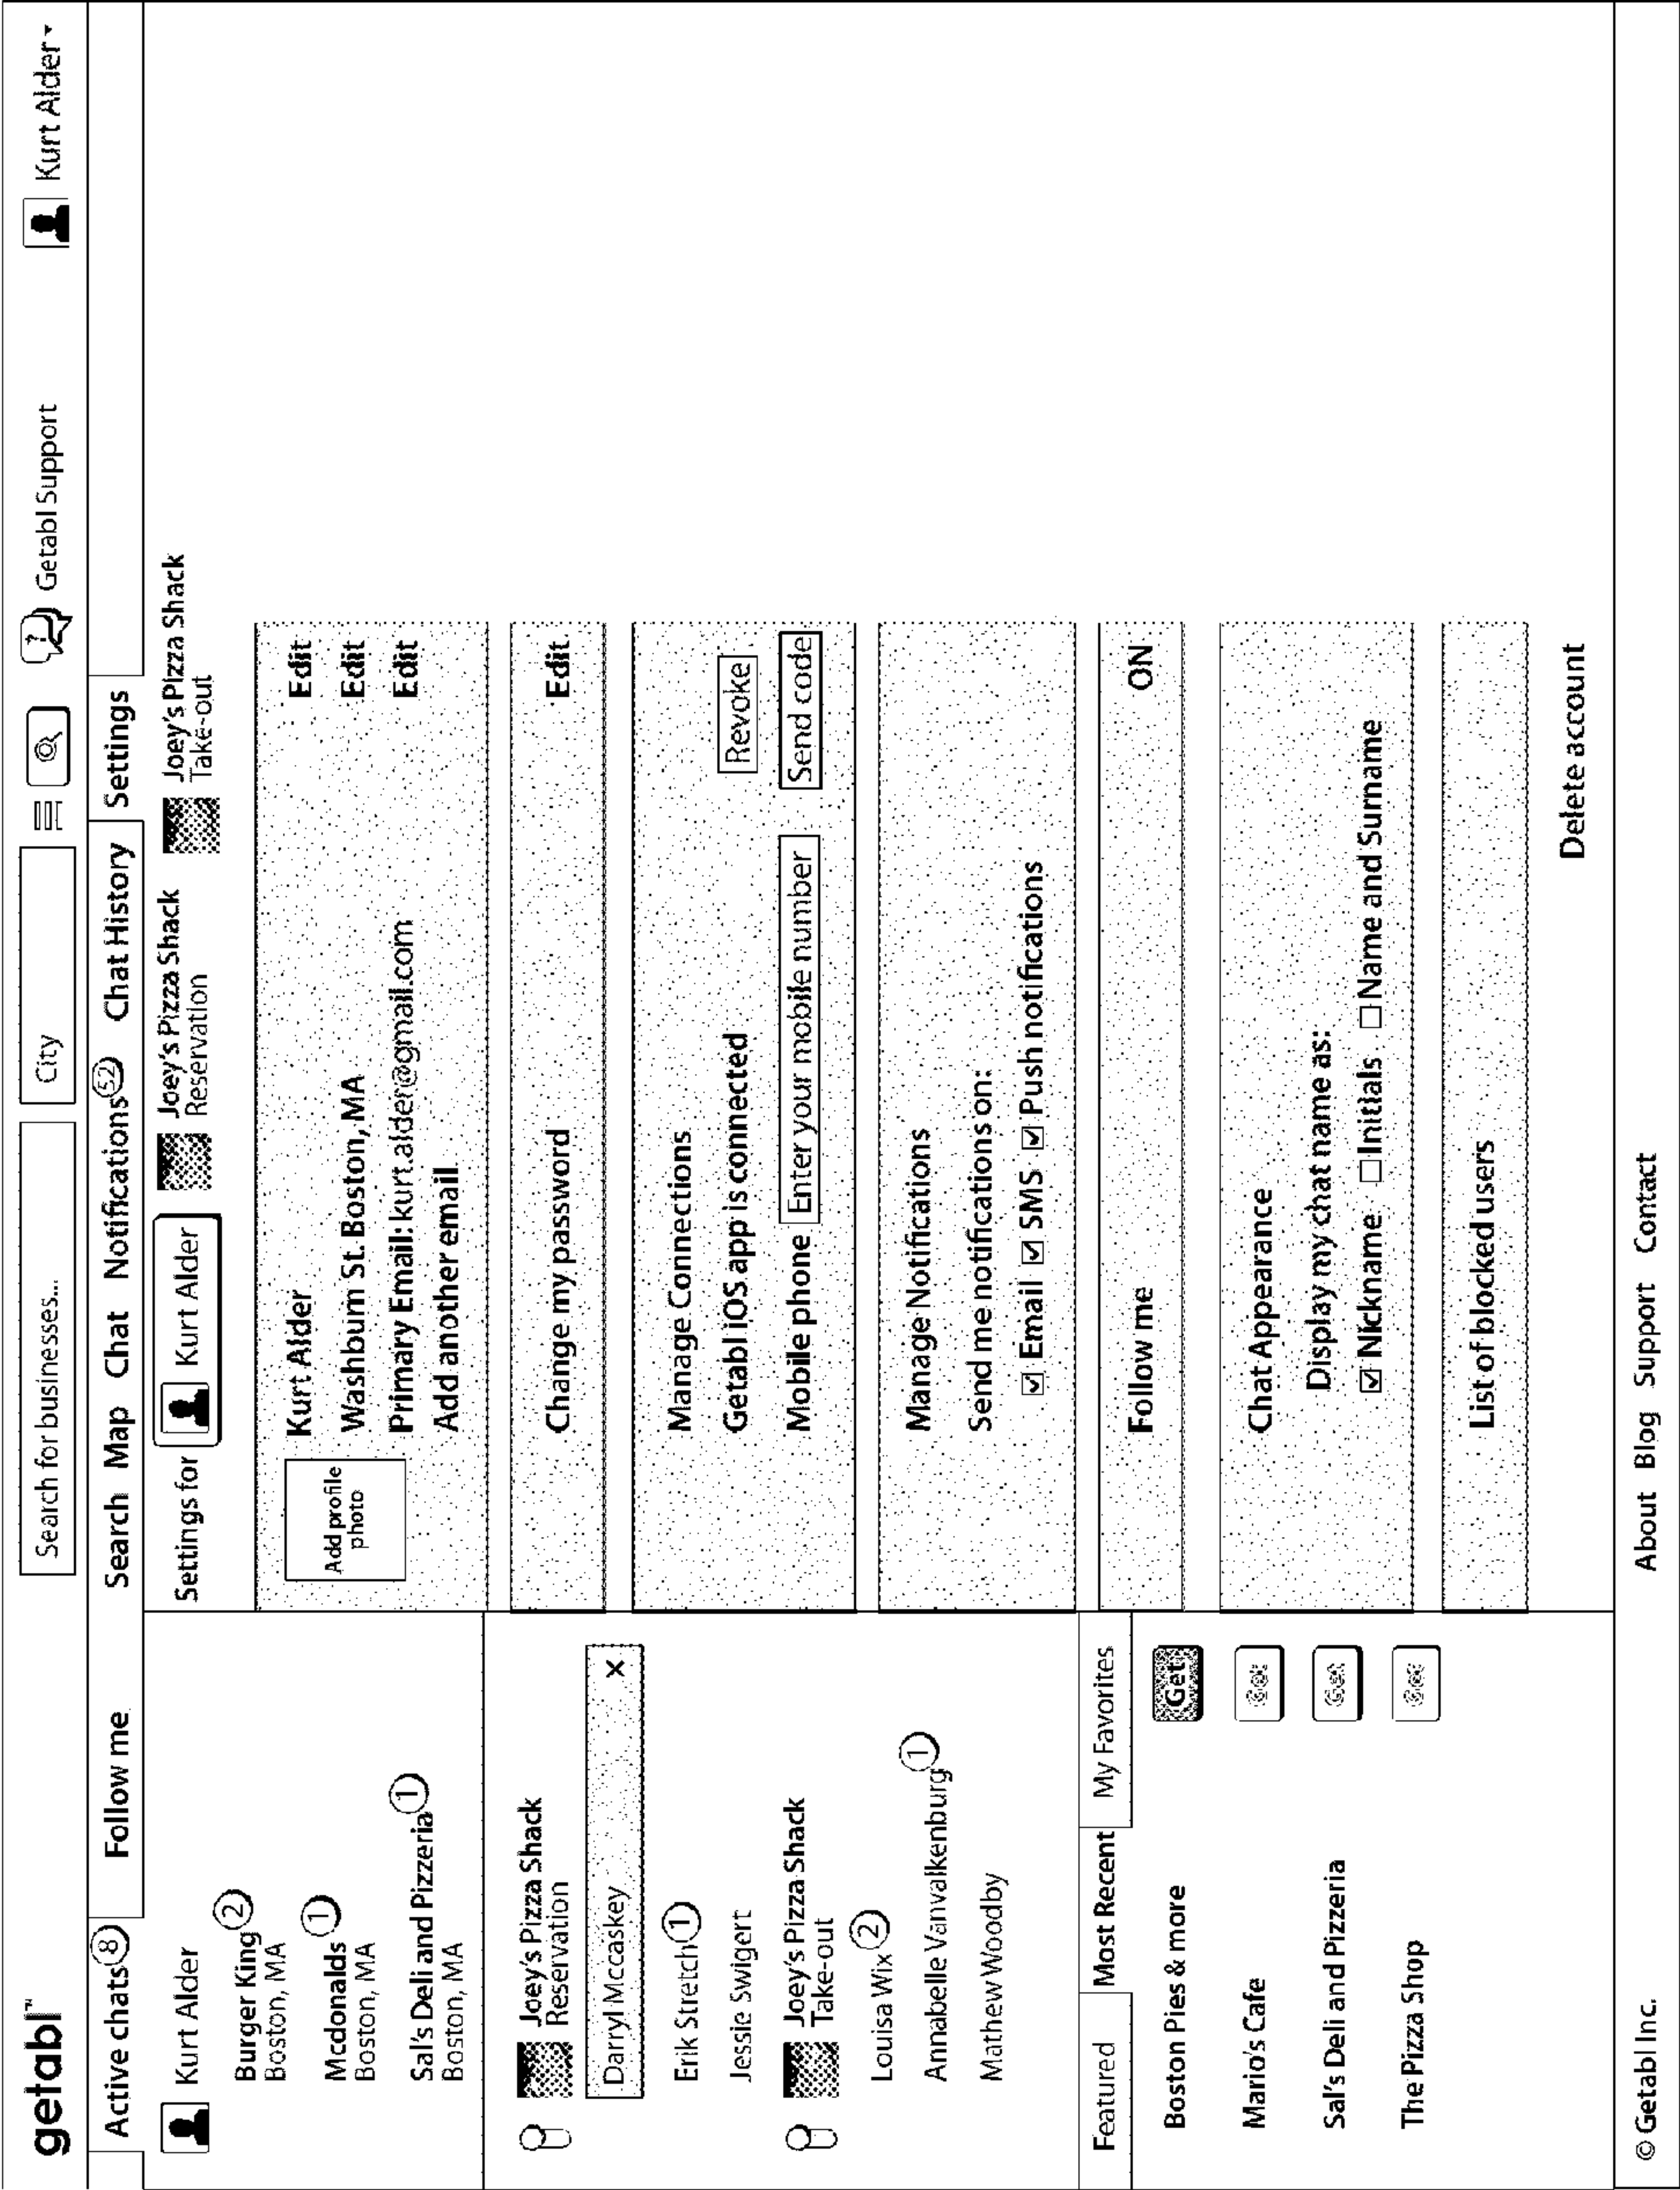 getabl™
Search for businesses...
City
Getabl Support
Kurt Alder
Active chats 8
Follow me
Search Map Chat Notifications 52 Chat History Settings
Kurt Alder
Burger King 2
Boston, MA
Mcdonalds 1
Boston, MA
Sal's Deli and Pizzeria 1
Boston, MA
Joey's Pizza Shack
Reservation
Darryl Mccaskey X
Erik Stretch 1
Jessie Swigert
Joey's Pizza Shack
Take-out
Louisa Wix 2
Annabelle Vanvalkenburg 1
Mathew Woodby
Featured Most Recent My Favorites
Boston Pies & more Get
Mario's Cafe Get
Sal's Deli and Pizzeria Get
The Pizza Shop Get
Settings for Kurt Alder
Joey's Pizza Shack
Reservation
Joey's Pizza Shack
Take-out
Add profile
photo
Kurt Alder Edit
Washburn St. Boston, MA Edit
Primary Email: kurt.alder@gmail.com Edit
Add another email
Change my password Edit
Manage Connections
Getabl iOS app is connected Revoke
Mobile phone Enter your mobile number Send code
Manage Notifications
Send me notifications on:
Email SMS Push notifications
Follow me ON
Chat Appearance
Display my chat name as:
Nickname Initials Name and Surname
List of blocked users
Delete account
© Getabl Inc.
About Blog Support Contact